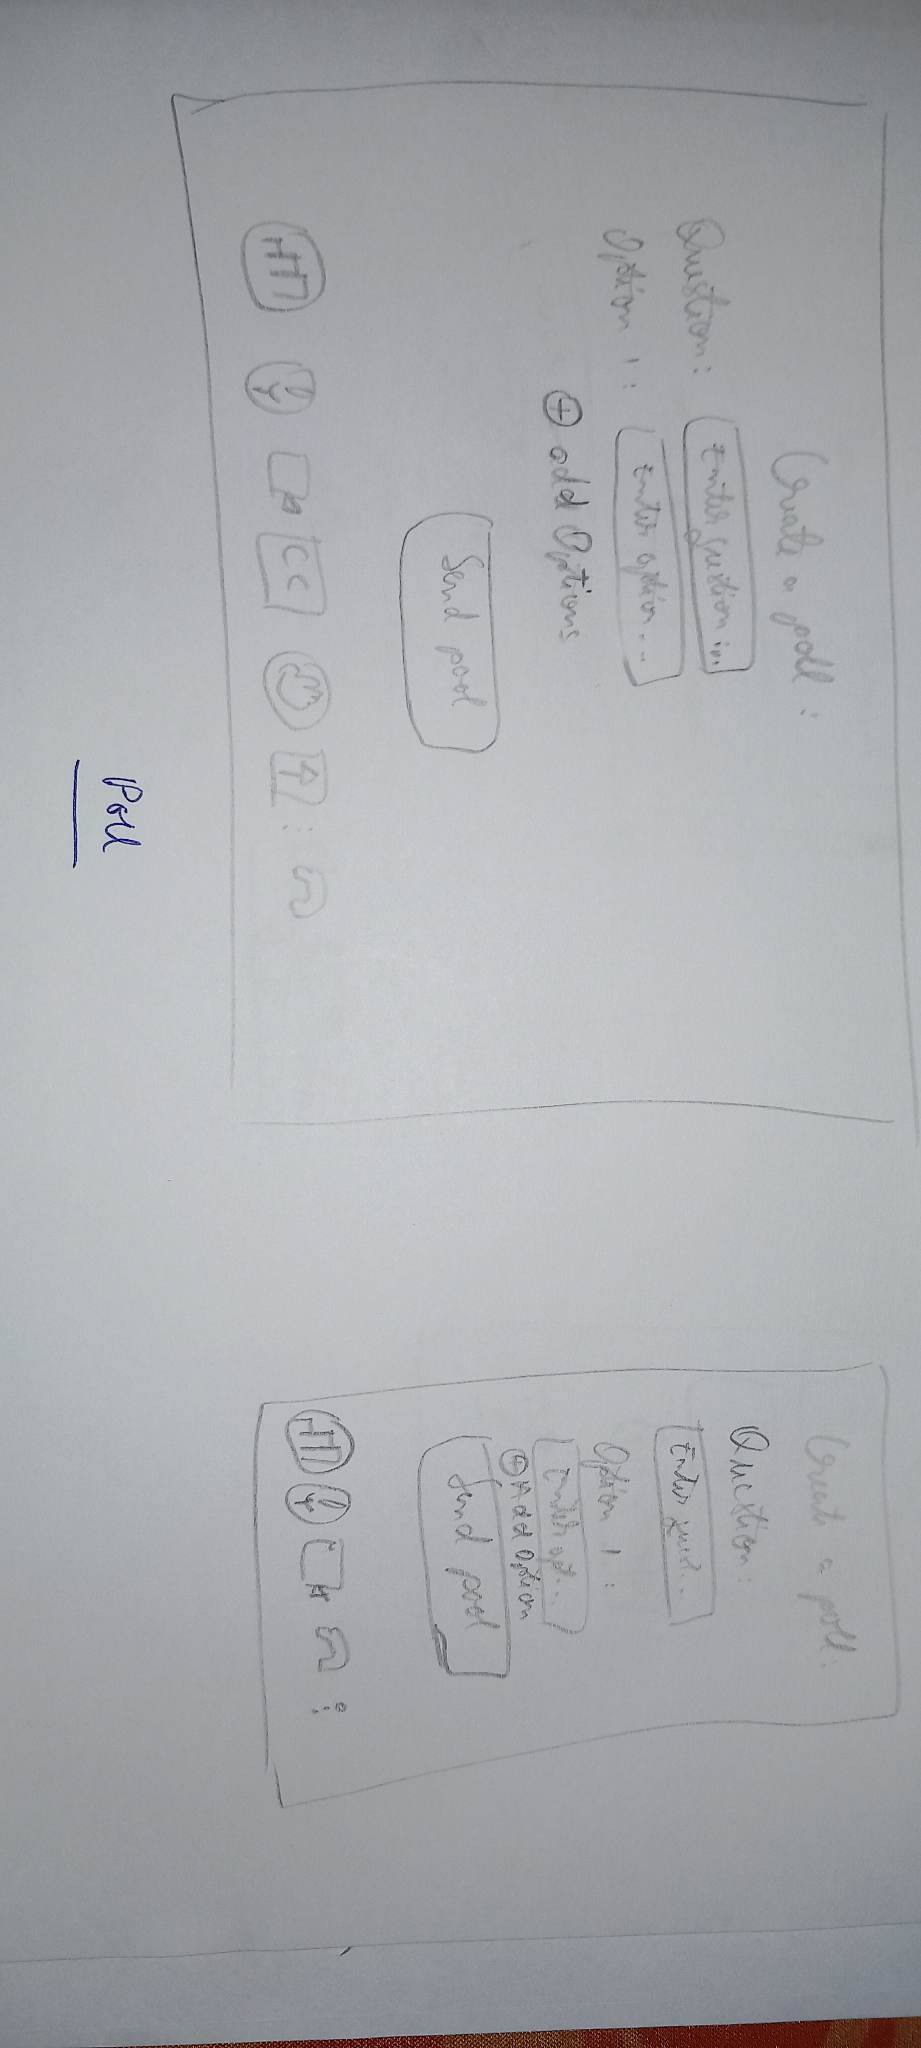 Create a poll :
Question: Enter question ...
Option 1 : Enter option ...
+ add Options
Send pool
CC
Create a poll:
Question:
Enter quest...
Option 1 :
Enter opt...
+ Add Option
Send pool
Poll